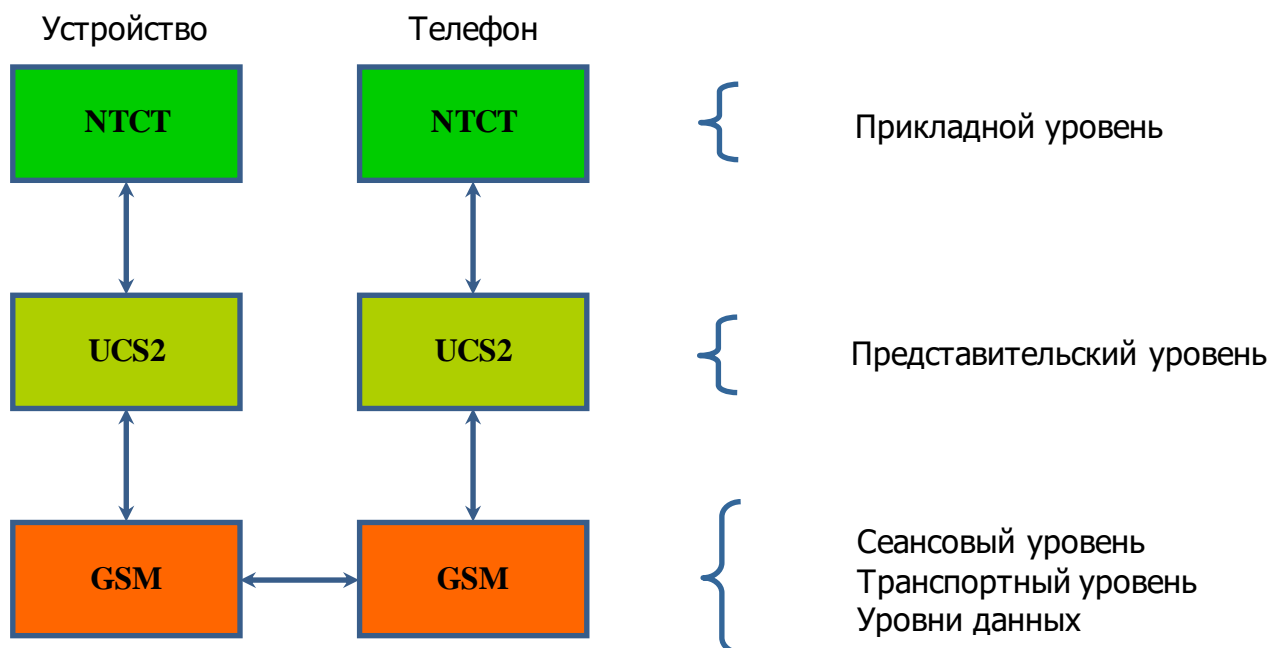 Устройство Телефон
NTCT NTCT Прикладной уровень
UCS2 UCS2 Представительский уровень
GSM GSM
Сеансовый уровень
Транспортный уровень
Уровни данных